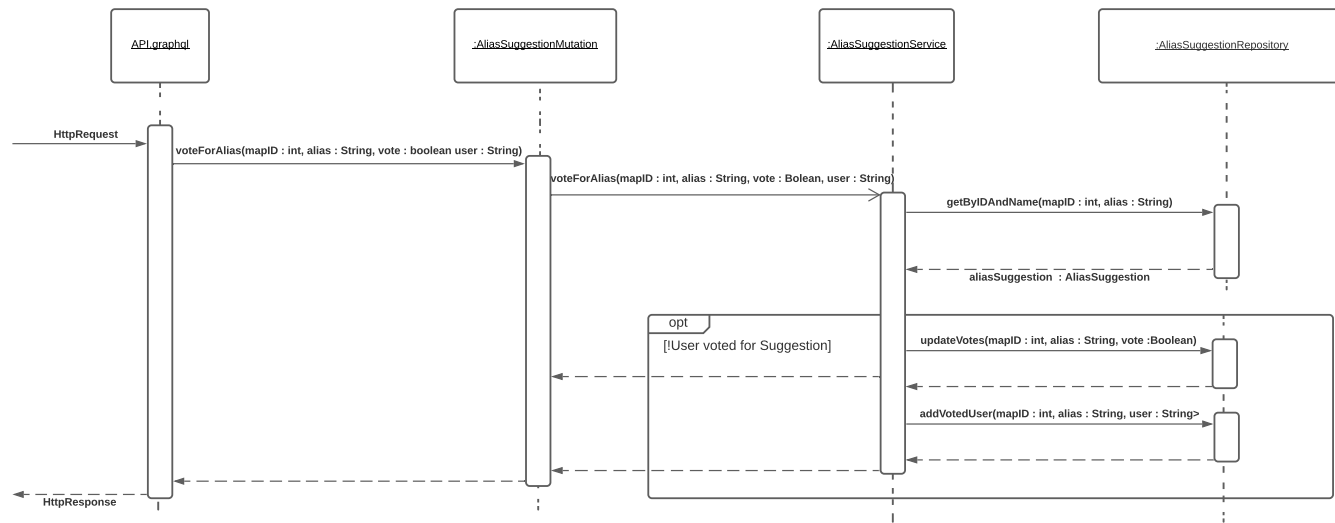 API.graphql
:AliasSuggestionMutation
:AliasSuggestionService
:AliasSuggestionRepository
HttpRequest
voteForAlias(mapID : int, alias : String, vote : boolean user : String)
voteForAlias(mapID : int, alias : String, vote : Bolean, user : String)
getByIDAndName(mapID : int, alias : String)
aliasSuggestion : AliasSuggestion
opt
[!User voted for Suggestion]
updateVotes(mapID : int, alias : String, vote :Boolean)
addVotedUser(mapID : int, alias : String, user : String>
HttpResponse